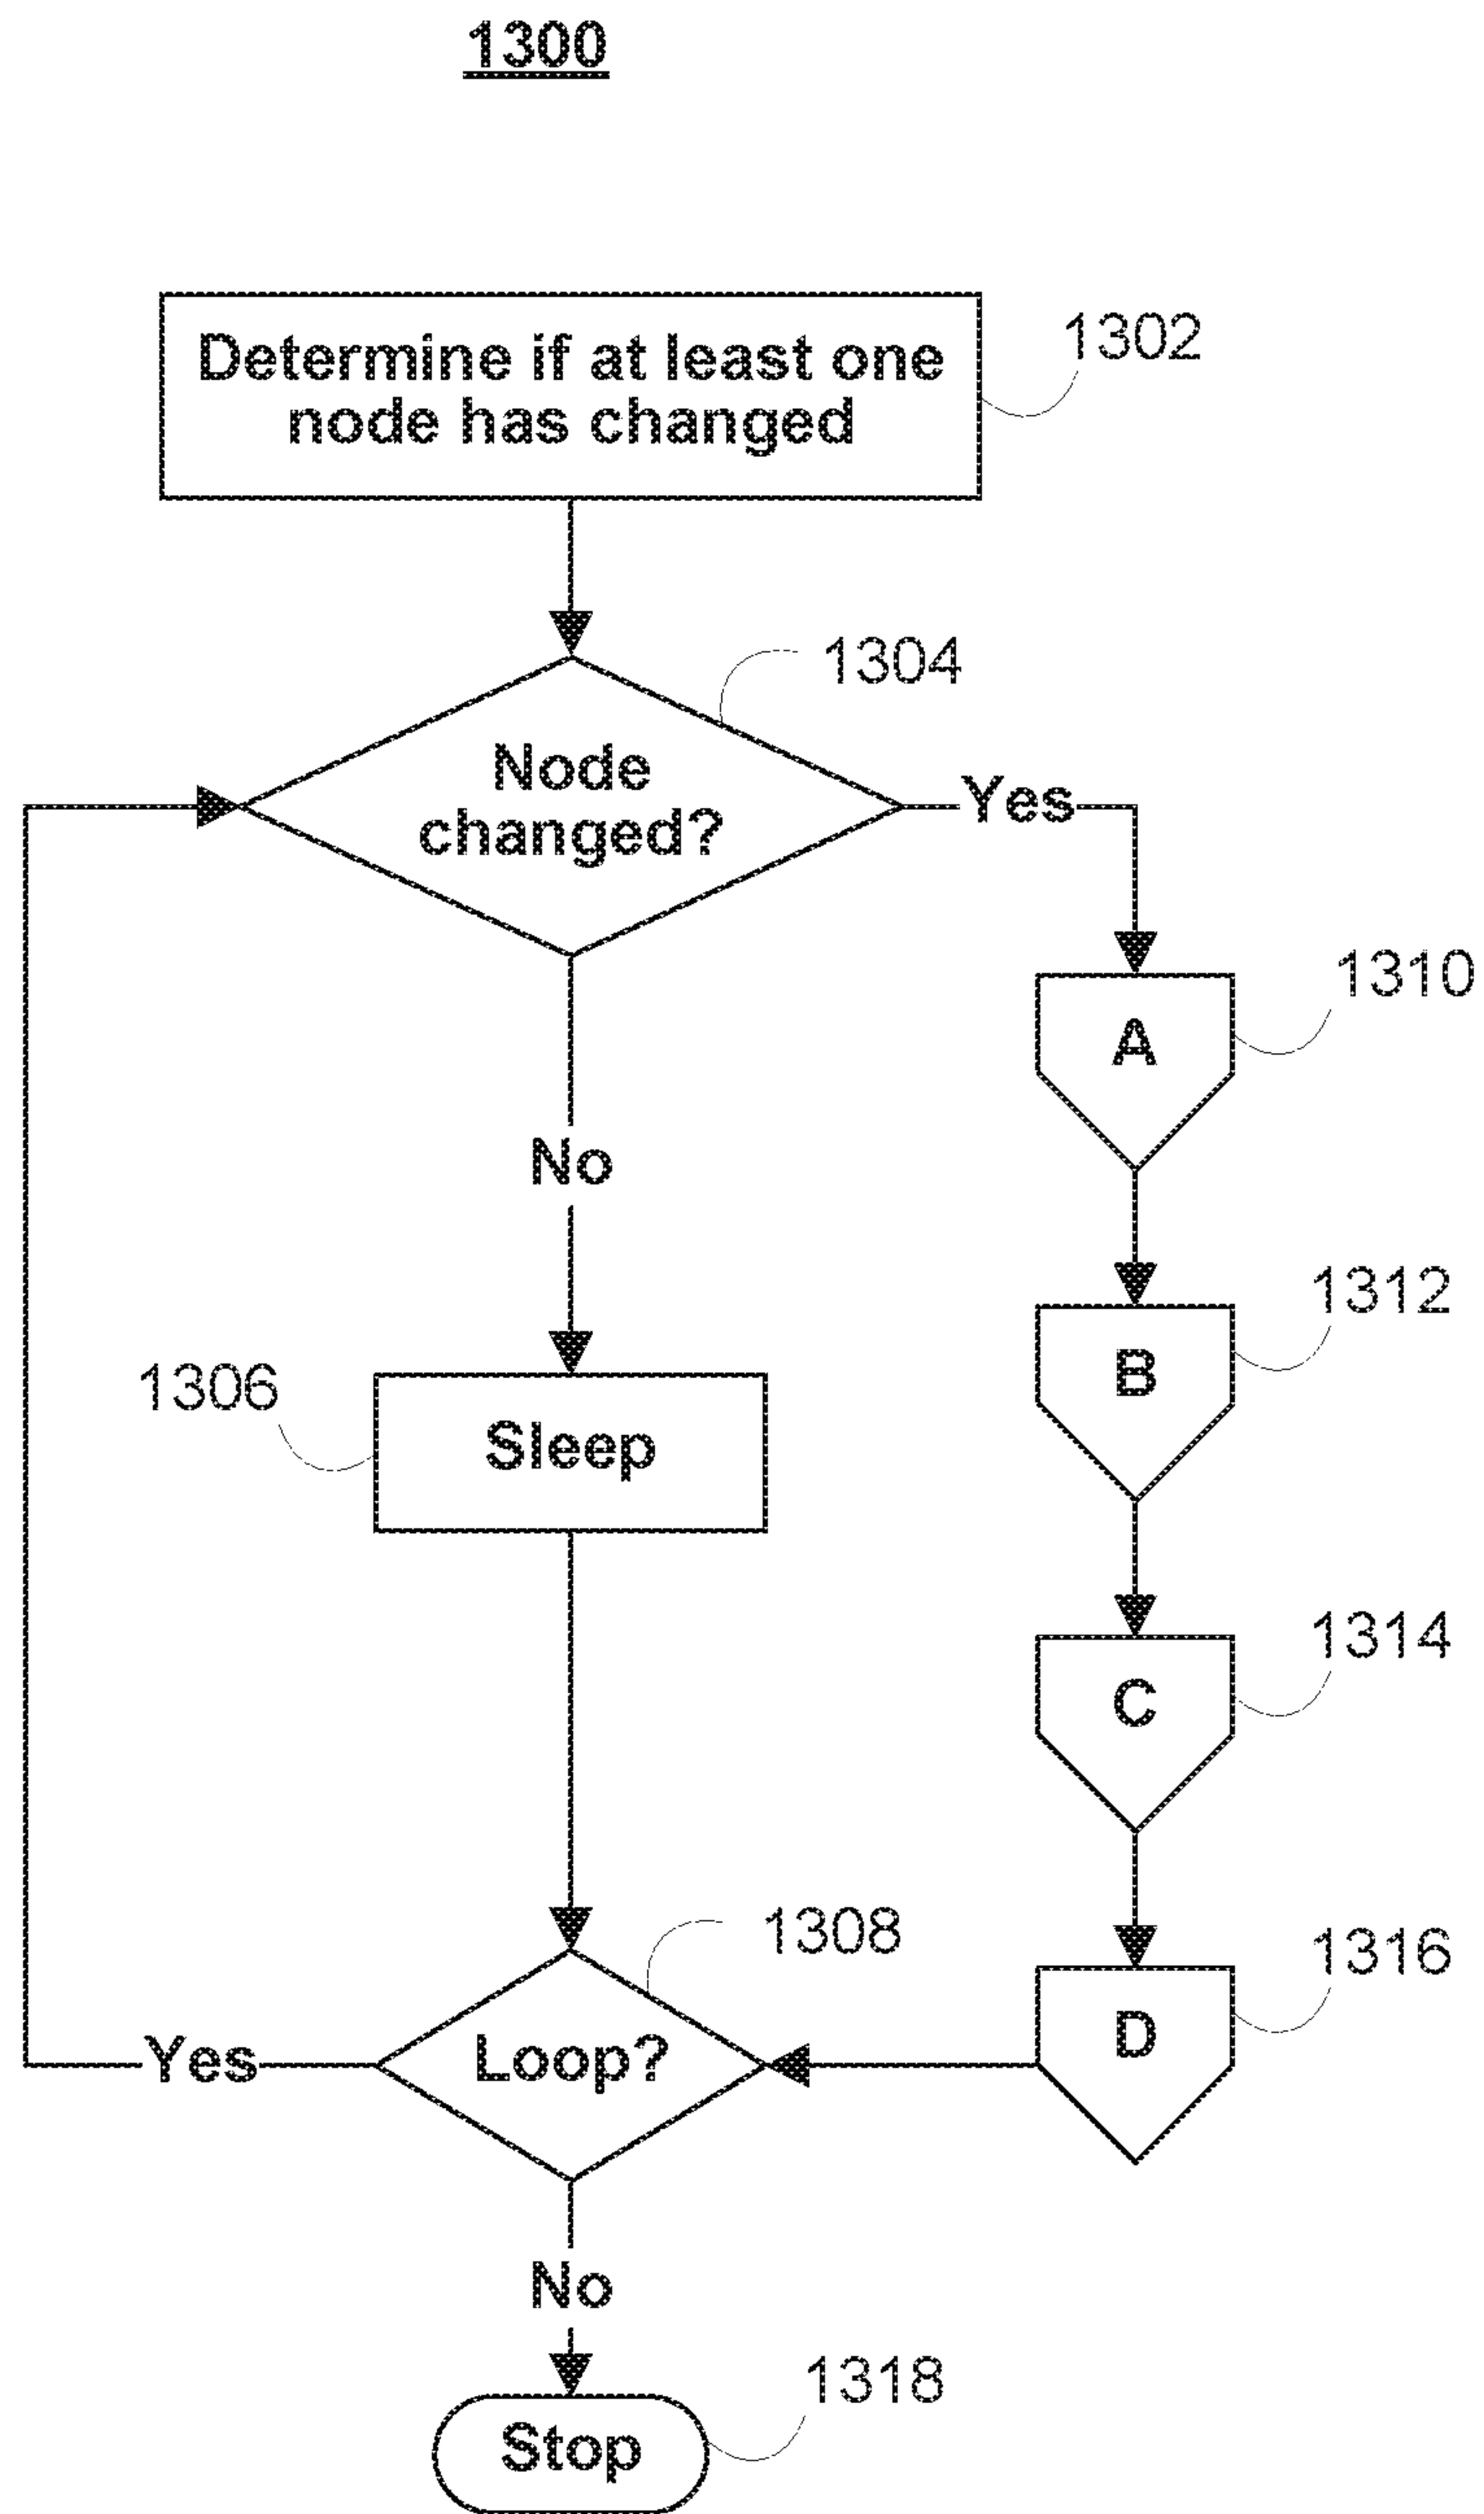 1300
Determine if at least one
node has changed
1302
1304
Node
changed?
Yes
1310
A
No
1312
B
1306
Sleep
1314
C
1308
1316
Yes
Loop?
D
No
1318
Stop